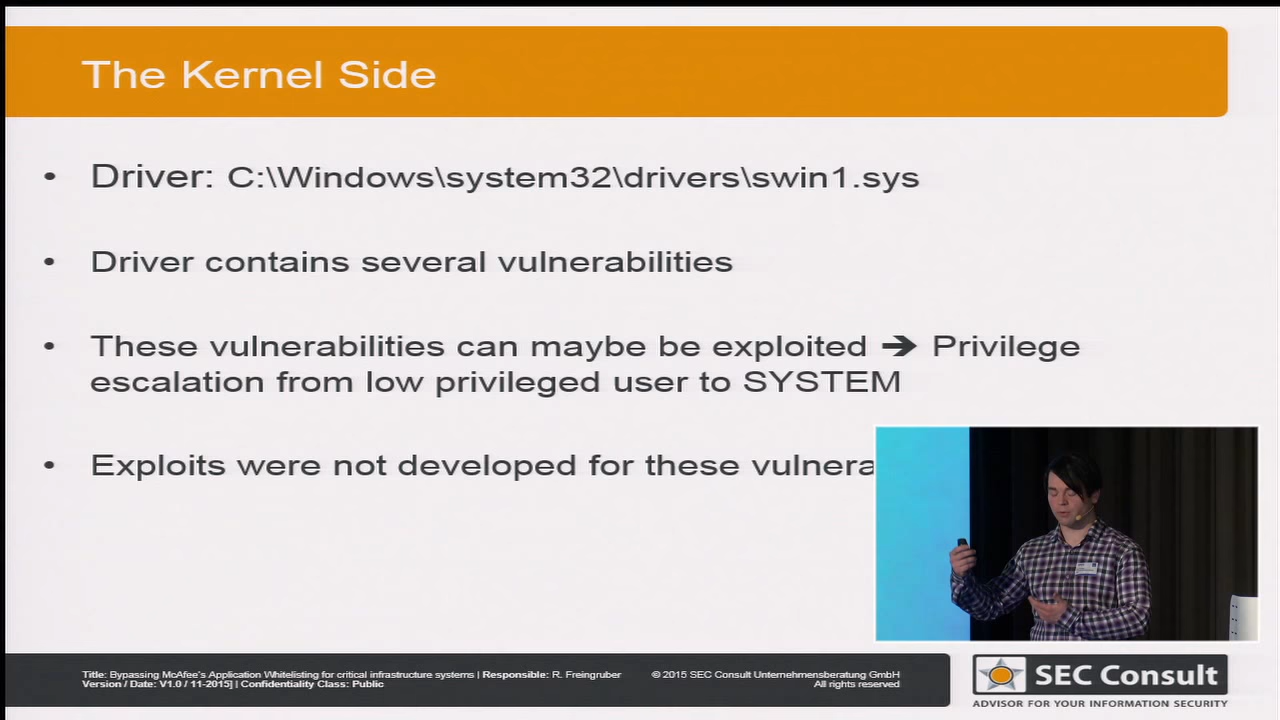 The Kernel Side
• Driver: C:\Windows\system32\drivers\swin1.sys
• Driver contains several vulnerabilities
• These vulnerabilities can maybe be exploited ➔ Privilege
escalation from low privileged user to SYSTEM
• Exploits were not developed for these vulnera
Title: Bypassing McAfee's Application Whitelisting for critical infrastructure systems | Responsible: R. Freingruber
Version / Date: V1.0 / 11-2015] | Confidentiality Class: Public
© 2015 SEC Consult Unternehmensberatung GmbH
All rights reserved
SEC Consult
ADVISOR FOR YOUR INFORMATION SECURITY